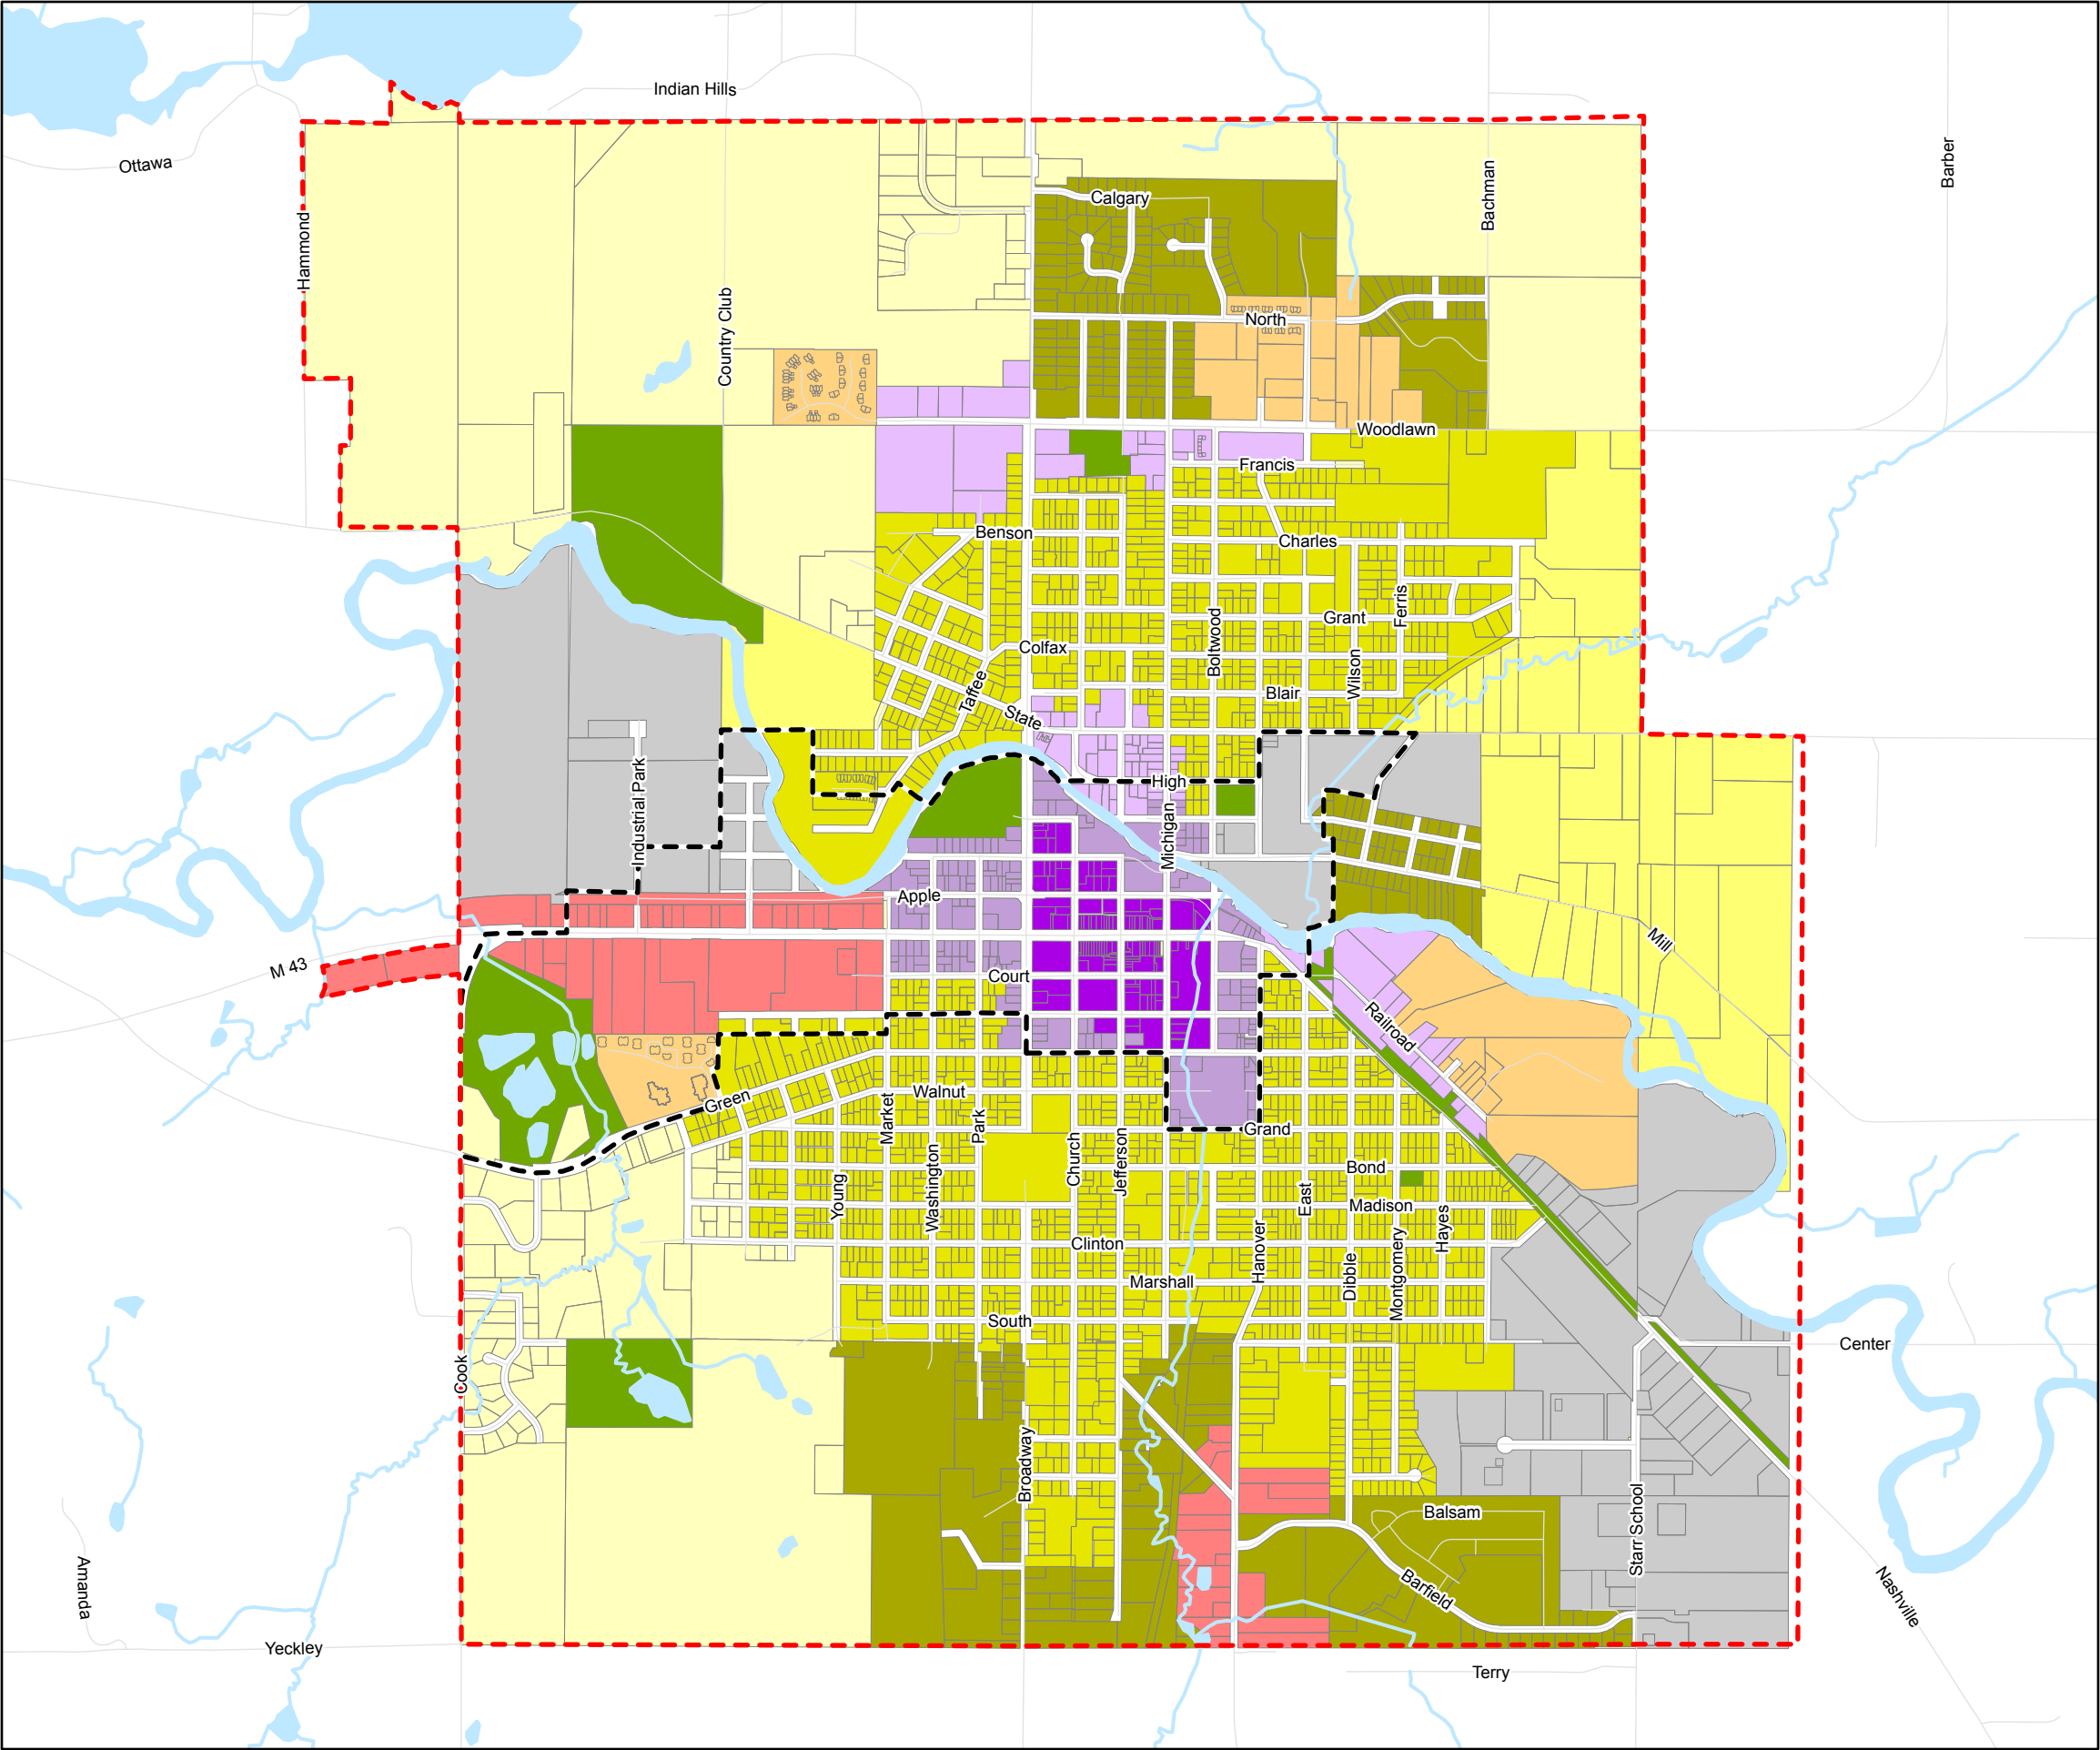 Indian Hills
Ottawa
Barber
Bachman
Hammond
Calgary
Country Club
North
Woodlawn
Francis
Benson
Charles
Ferris
Grant
Boltwood
Colfax
Wilson
Taffee
Blair
State
High
Industrial Park
Michigan
Apple
Mill
M 43
Court
Railroad
Green
Walnut
Market
Park
Grand
Church
Jefferson
Bond
Washington
Young
East
Madison
Hayes
Clinton
Hanover
Marshall
Dibble
Montgomery
South
Center
Cook
Broadway
Balsam
Starr School
Barfield
Amanda
Nashville
Yeckley
Terry